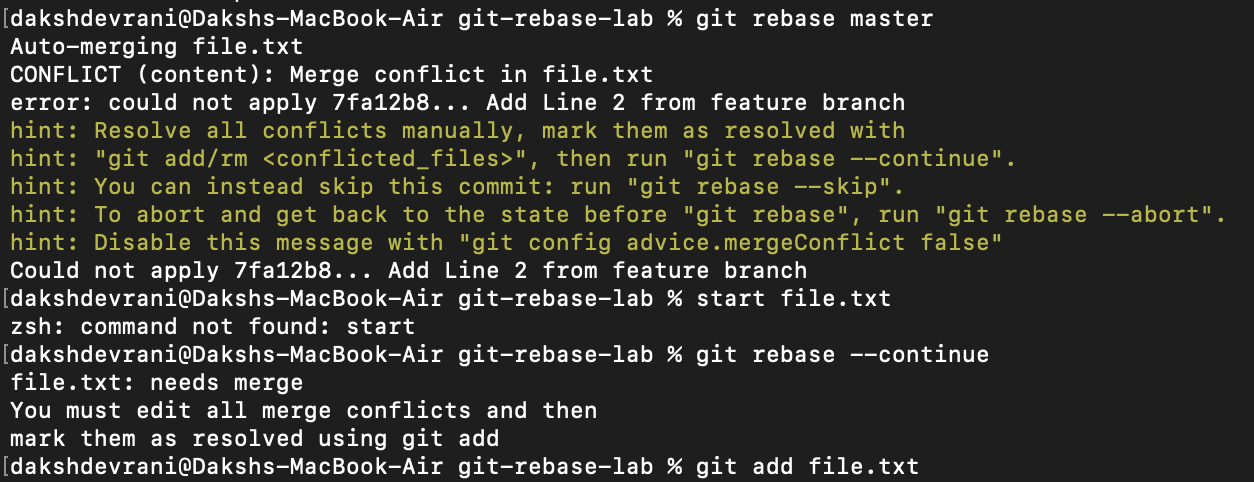 [dakshdevrani@Dakshs-MacBook-Air git-rebase-lab % git rebase master
Auto-merging file.txt
CONFLICT (content): Merge conflict in file.txt
error: could not apply 7fa12b8... Add Line 2 from feature branch
hint: Resolve all conflicts manually, mark them as resolved with
hint: "git add/rm <conflicted_files>", then run "git rebase --continue".
hint: You can instead skip this commit: run "git rebase --skip".
hint: To abort and get back to the state before "git rebase", run "git rebase --abort".
hint: Disable this message with "git config advice.mergeConflict false"
Could not apply 7fa12b8... Add Line 2 from feature branch
[dakshdevrani@Dakshs-MacBook-Air git-rebase-lab % start file.txt
zsh: command not found: start
[dakshdevrani@Dakshs-MacBook-Air git-rebase-lab % git rebase --continue
file.txt: needs merge
You must edit all merge conflicts and then
mark them as resolved using git add
[dakshdevrani@Dakshs-MacBook-Air git-rebase-lab % git add file.txt